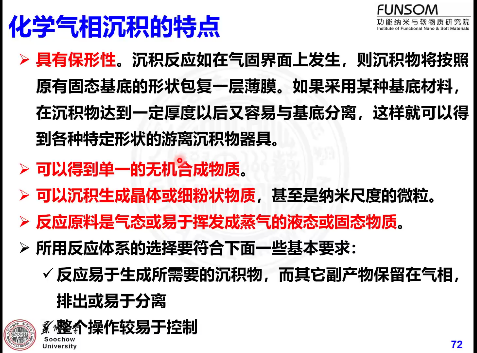 化学气相沉积的特点
FUNSOM
功能纳米与软物质研究院
Institute of Functional Nano & Soft Materials
具有保形性。沉积反应如在气固界面上发生，则沉积物将按照
原有固态基底的形状包复一层薄膜。如果采用某种基底材料，
在沉积物达到一定厚度以后又容易与基底分离，这样就可以得
到各种特定形状的游离沉积物器具。
可以得到单一的无机合成物质。
可以沉积生成晶体或细粉状物质，甚至是纳米尺度的微粒。
反应原料是气态或易于挥发成蒸气的液态或固态物质。
所用反应体系的选择要符合下面一些基本要求：
✓反应易于生成所需要的沉积物，而其它副产物保留在气相，
排出或易于分离
整个操作较易于控制
Soochow
University
72